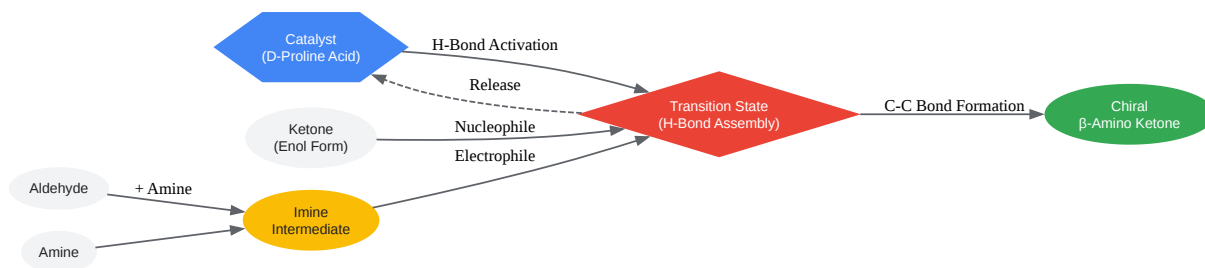 Catalyst
(D-Proline Acid)
H-Bond Activation
Release
Ketone
(Enol Form)
Nucleophile
Electrophile
Transition State
(H-Bond Assembly)
C-C Bond Formation
Chiral
β-Amino Ketone
Aldehyde
+ Amine
Imine
Intermediate
Amine